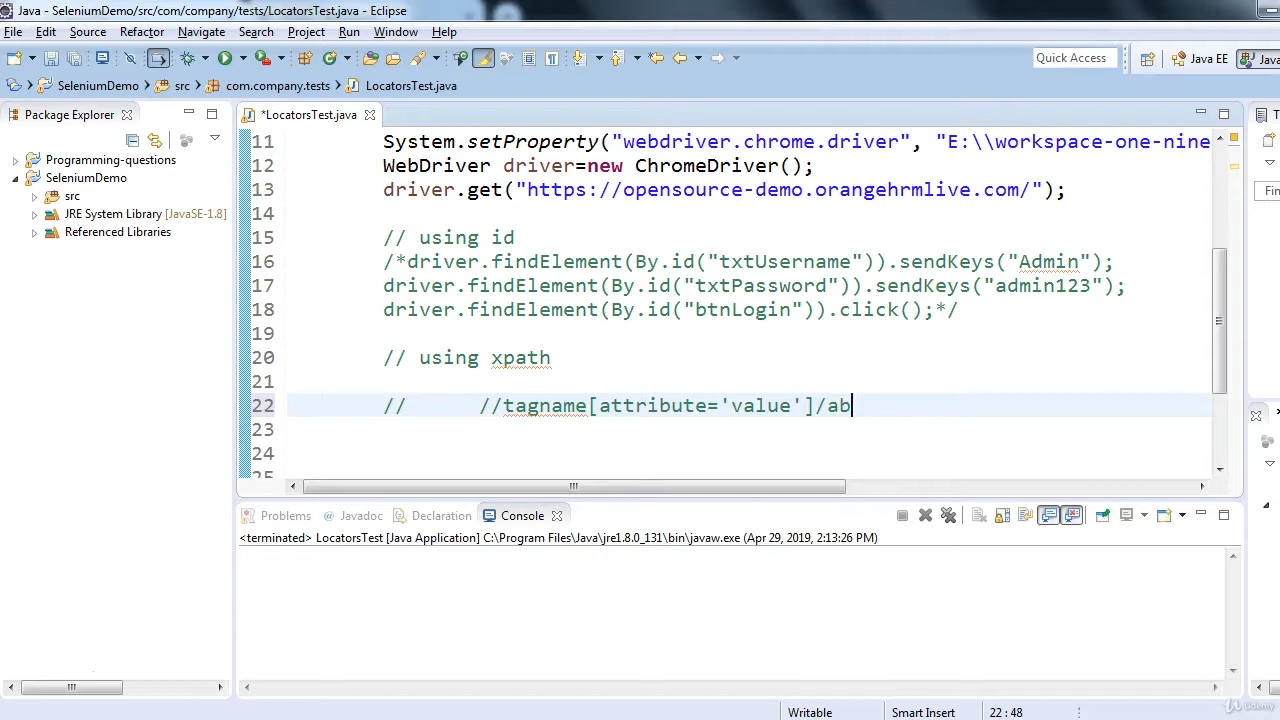 Java - SeleniumDemo/src/com/company/tests/LocatorsTest.java - Eclipse
File Edit Source Refactor Navigate Search Project Run Window Help
Quick Access Java EE Java
SeleniumDemo src com.company.tests LocatorsTest.java
Package Explorer
Programming-questions
SeleniumDemo
src
JRE System Library [JavaSE-1.8]
Referenced Libraries
*LocatorsTest.java
11 System.setProperty("webdriver.chrome.driver", "E:\\workspace-one-nine
12 WebDriver driver=new ChromeDriver();
13 driver.get("https://opensource-demo.orangehrmlive.com/");
14
15 // using id
16 /*driver.findElement(By.id("txtUsername")).sendKeys("Admin");
17 driver.findElement(By.id("txtPassword")).sendKeys("admin123");
18 driver.findElement(By.id("btnLogin")).click();*/
19
20 // using xpath
21
22 // //tagname[attribute='value']/ab
23
24
25
T
Fin
Problems @ Javadoc Declaration Console
<terminated> LocatorsTest [Java Application] C:\Program Files\Java\jre1.8.0_131\bin\javaw.exe (Apr 29, 2019, 2:13:26 PM)
Writable Smart Insert 22 : 48
Udemy